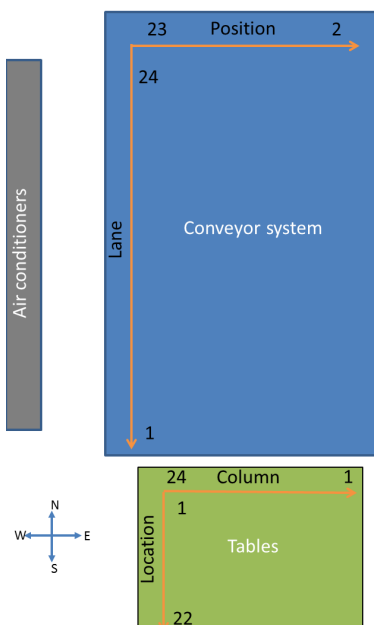 23 Position 2
24
Air conditioners
Lane
Conveyor system
1
24 Column 1
1
Location
Tables
22
N
W E
S